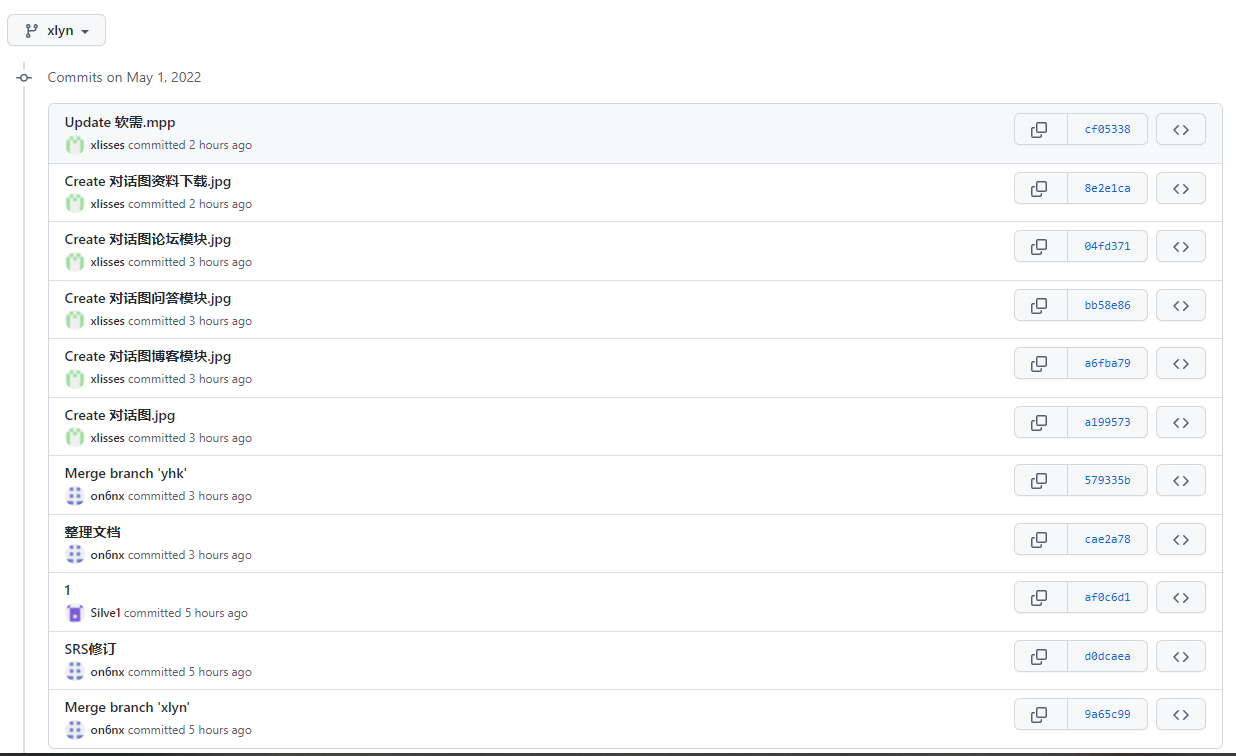 xlyn
Commits on May 1, 2022
Update 软需.mpp
xlisses committed 2 hours ago
cf05338
Create 对话图资料下载.jpg
xlisses committed 2 hours ago
8e2e1ca
Create 对话图论坛模块.jpg
xlisses committed 3 hours ago
04fd371
Create 对话图问答模块.jpg
xlisses committed 3 hours ago
bb58e86
Create 对话图博客模块.jpg
xlisses committed 3 hours ago
a6fba79
Create 对话图.jpg
xlisses committed 3 hours ago
a199573
Merge branch 'yhk'
on6nx committed 3 hours ago
579335b
整理文档
on6nx committed 3 hours ago
cae2a78
1
Silve1 committed 5 hours ago
af0c6d1
SRS修订
on6nx committed 5 hours ago
d0dcaea
Merge branch 'xlyn'
on6nx committed 5 hours ago
9a65c99